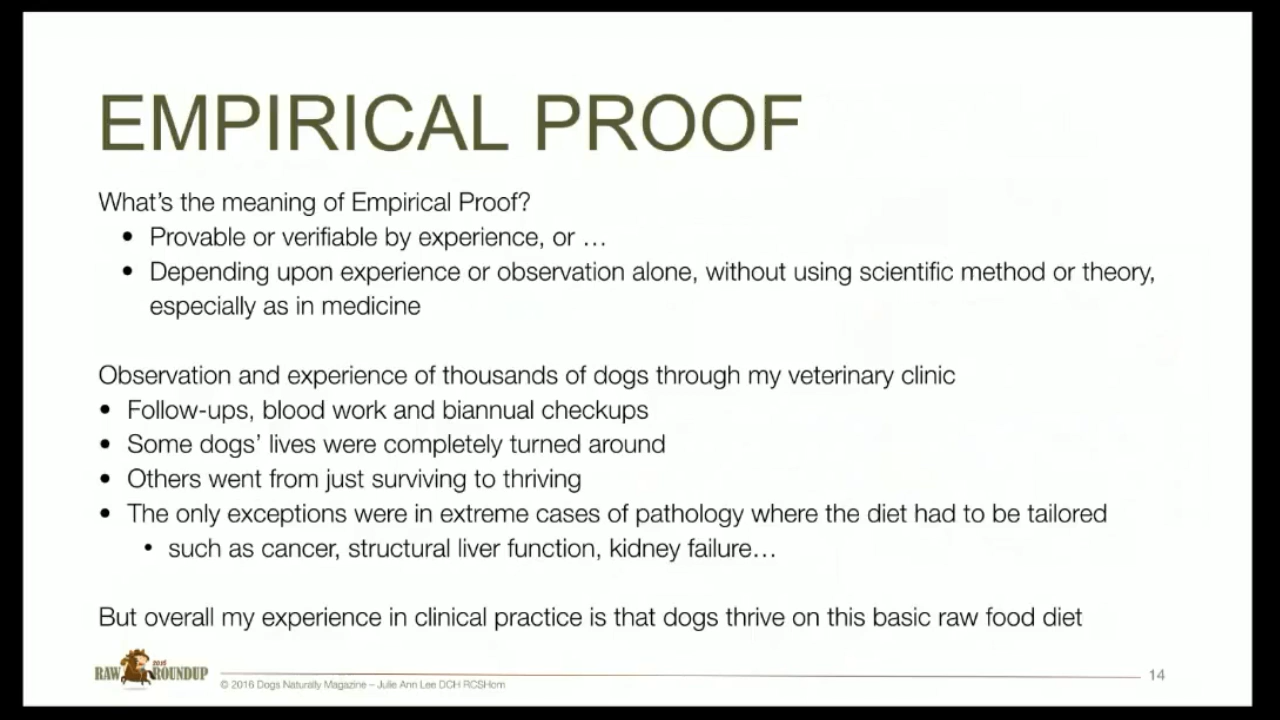 EMPIRICAL PROOF
What's the meaning of Empirical Proof?
• Provable or verifiable by experience, or …
• Depending upon experience or observation alone, without using scientific method or theory,
especially as in medicine
Observation and experience of thousands of dogs through my veterinary clinic
• Follow-ups, blood work and biannual checkups
• Some dogs' lives were completely turned around
• Others went from just surviving to thriving
• The only exceptions were in extreme cases of pathology where the diet had to be tailored
• such as cancer, structural liver function, kidney failure…
But overall my experience in clinical practice is that dogs thrive on this basic raw food diet
RAW 2016 ROUNDUP
© 2016 Dogs Naturally Magazine – Julie Ann Lee DCH RCSHom
14